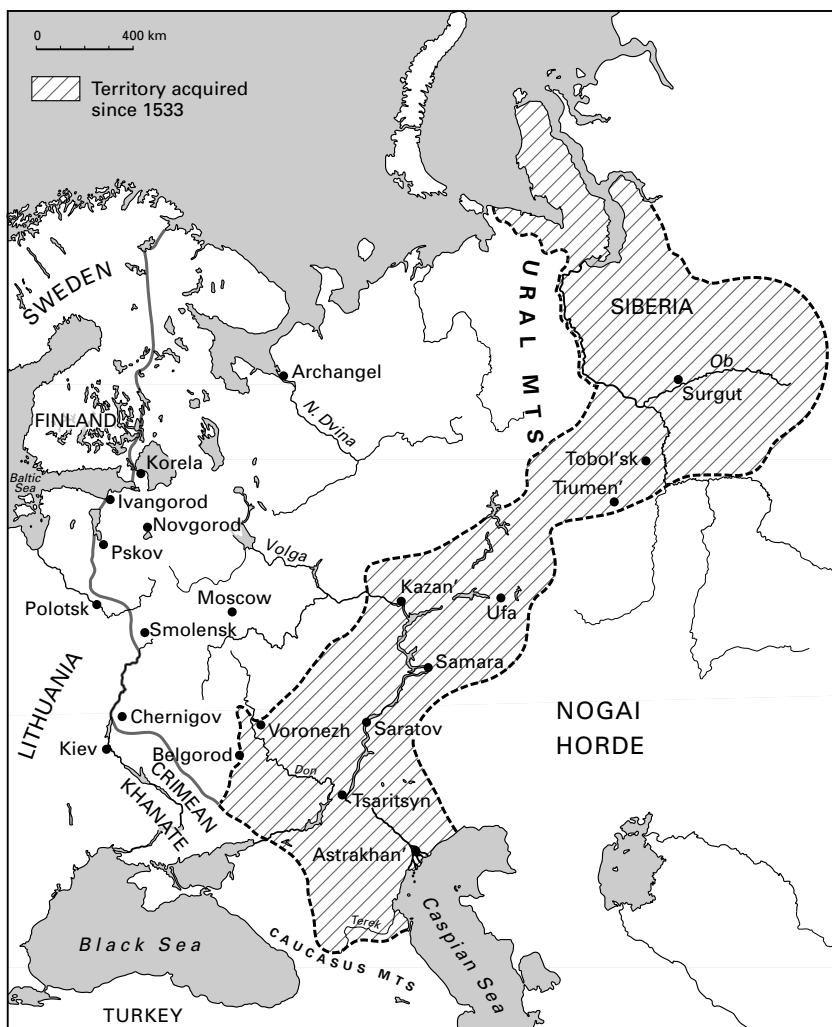 0 400 km
Territory acquired
since 1533
SWEDEN
URAL MTS
SIBERIA
Ob
Surgut
Archangel
N. Dvina
FINLAND
Korela
Baltic
Sea
Ivangorod
Novgorod
Pskov
Tobol'sk
Tiumen'
Volga
Kazan'
Ufa
Polotsk
Moscow
Smolensk
Samara
LITHUANIA
Chernigov
Voronezh
Saratov
NOGAI
HORDE
Kiev
Belgorod
CRIMEAN
KHANATE
Don
Tsaritsyn
Astrakhan'
Terek
Caspian Sea
Black Sea
CAUCASUS MTS
TURKEY